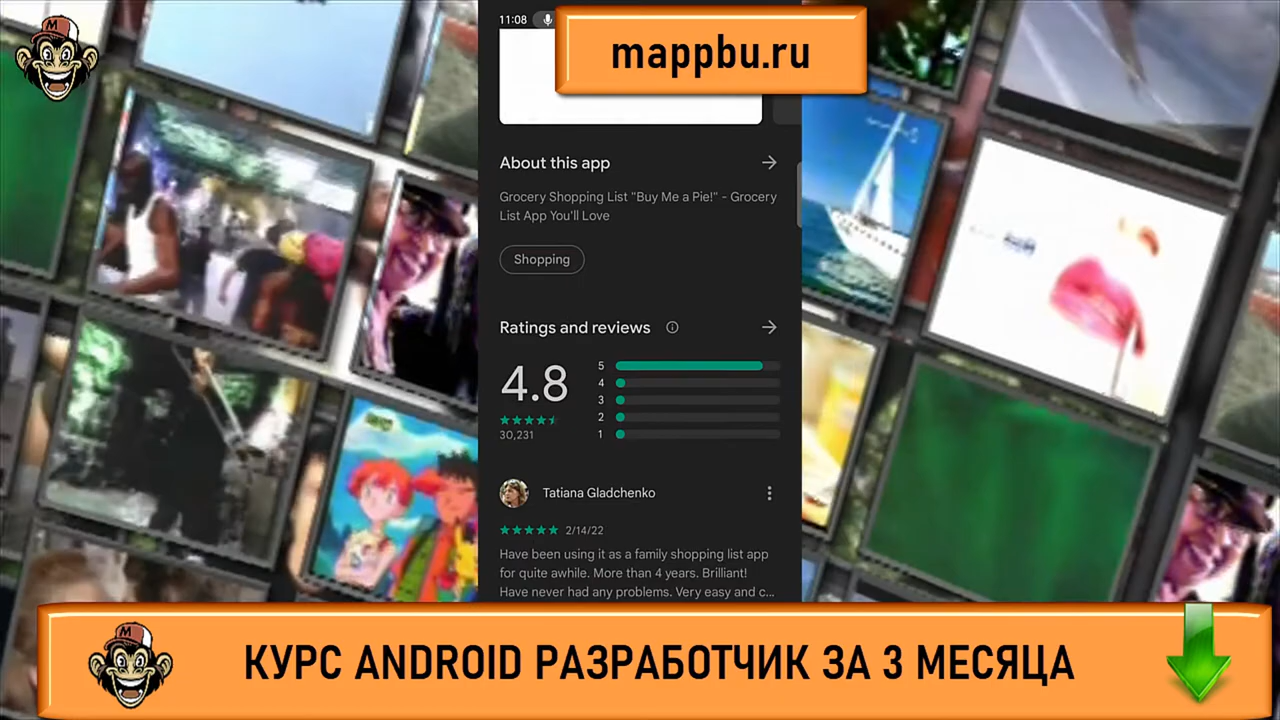 11:08
mappbu.ru
About this app
Grocery Shopping List "Buy Me a Pie!" - Grocery
List App You'll Love
Shopping
Ratings and reviews
4.8
5
4
3
2
1
30,231
Tatiana Gladchenko
2/14/22
Have been using it as a family shopping list app
for quite awhile. More than 4 years. Brilliant!
Have never had any problems. Very easy and c...
M
M
КУРС ANDROID РАЗРАБОТЧИК ЗА 3 МЕСЯЦА